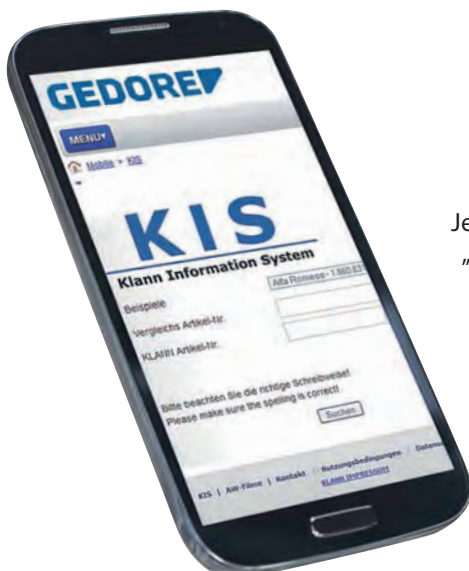 GEDORE
MENU
Mobile > KIS
KIS
Klann Information System
Beispiele
Alfa Romeo
Vergleichs Artikel-Nr.
KLANN Artikel-Nr.
Bitte beachten Sie die richtige Schreibweise!
Please make sure the spelling is correct!
Suchen
KIS | AW-Filme | Kontakt | Nutzungsbedingungen
KLANN IMPRESSUM
Je
„